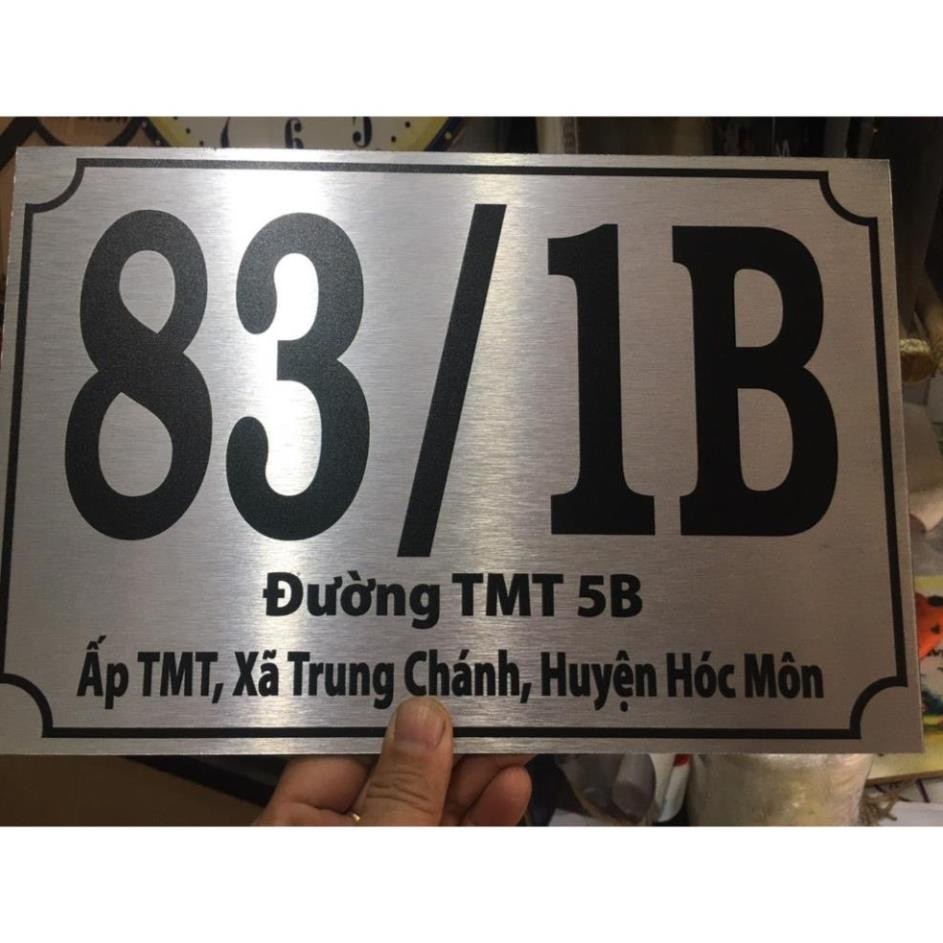 83/1B
Đường TMT 5B
Ấp TMT, Xã Trung Chánh, Huyện Hóc Môn